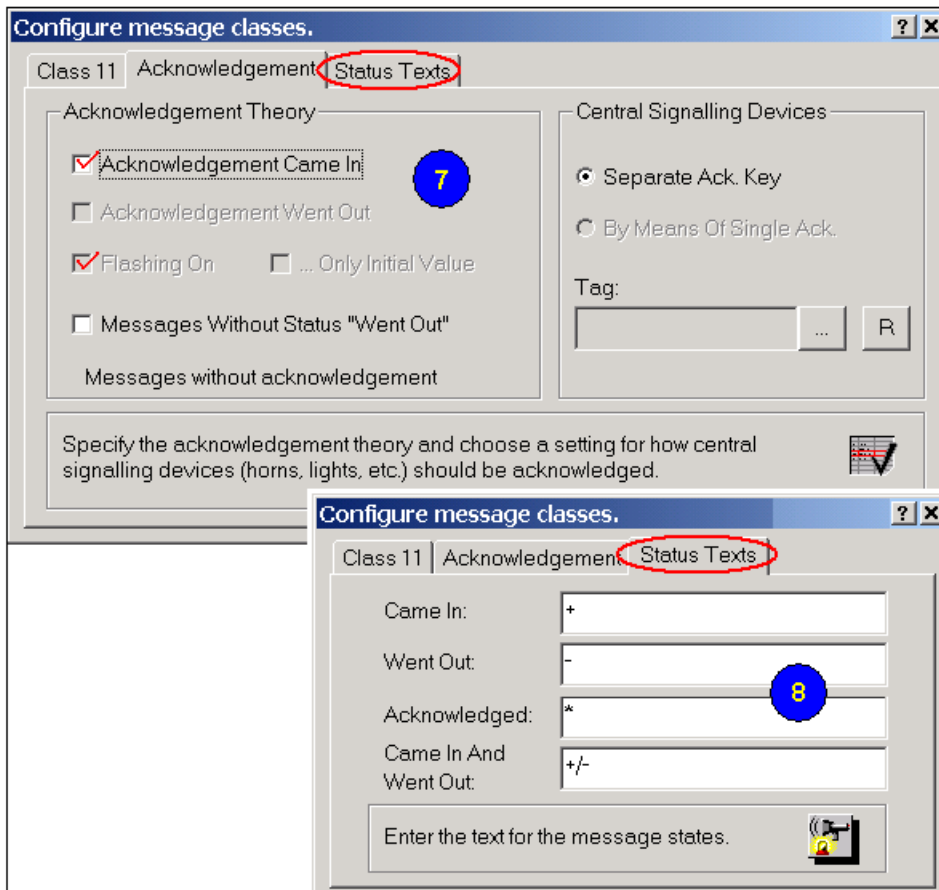 Configure message classes.
Class 11 Acknowledgement Status Texts
Acknowledgement Theory
Acknowledgement Came In
7
Acknowledgement Went Out
Flashing On ... Only Initial Value
Messages Without Status "Went Out"
Messages without acknowledgement
Central Signalling Devices
Separate Ack. Key
By Means Of Single Ack.
Tag:
... R
Specify the acknowledgement theory and choose a setting for how central
signalling devices (horns, lights, etc.) should be acknowledged.
Configure message classes.
Class 11 Acknowledgement Status Texts
Came In: +
Went Out: -
8
Acknowledged: *
Came In And
Went Out: +/-
Enter the text for the message states.